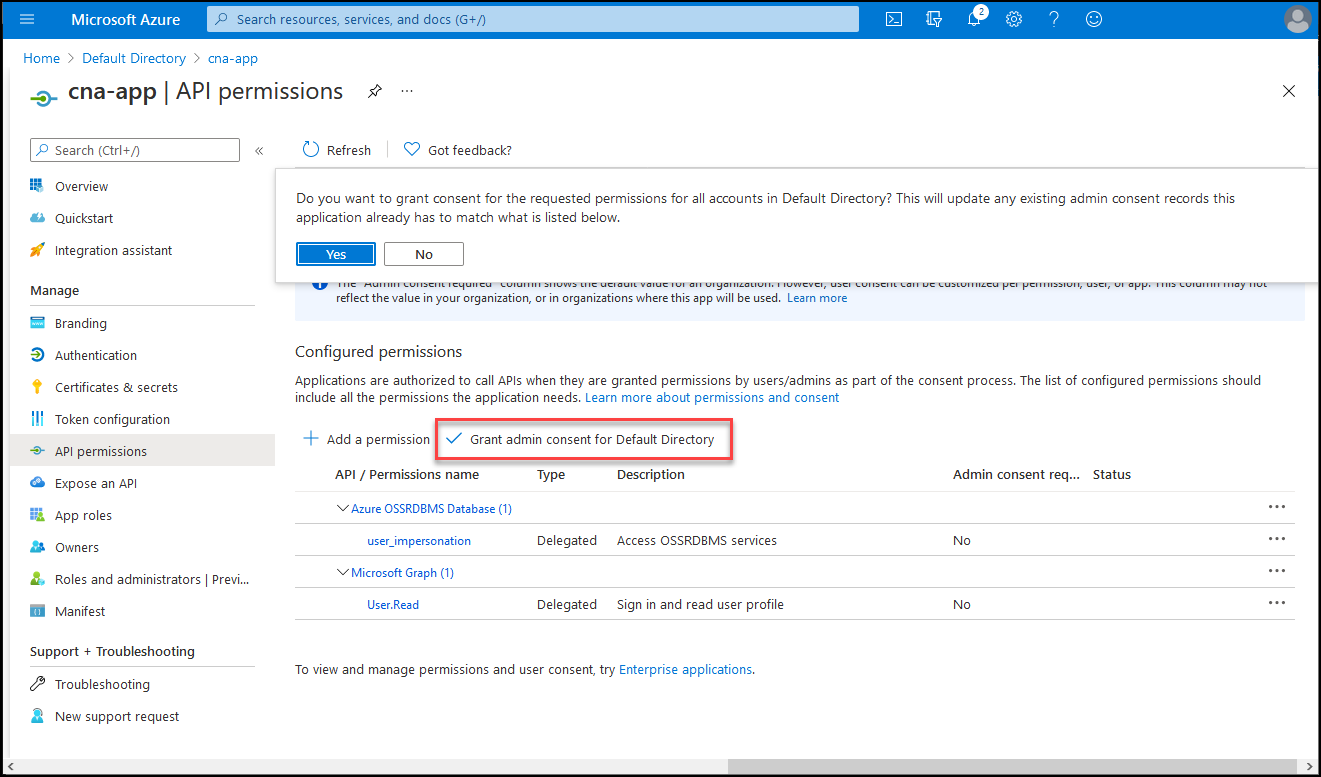 Microsoft Azure
Search resources, services, and docs (G+/)
2
Home > Default Directory > cna-app
cna-app | API permissions
Search (Ctrl+/)
Refresh
Got feedback?
Overview
Quickstart
Integration assistant
Manage
Branding
Authentication
Certificates & secrets
Token configuration
API permissions
Expose an API
App roles
Owners
Roles and administrators | Previ...
Manifest
Support + Troubleshooting
Troubleshooting
New support request
Do you want to grant consent for the requested permissions for all accounts in Default Directory? This will update any existing admin consent records this
application already has to match what is listed below.
Yes
No
The "Admin consent required" column shows the default value for an organization. However, user consent can be customized per permission, user, or app. This column may not
reflect the value in your organization, or in organizations where this app will be used. Learn more
Configured permissions
Applications are authorized to call APIs when they are granted permissions by users/admins as part of the consent process. The list of configured permissions should
include all the permissions the application needs. Learn more about permissions and consent
Add a permission
Grant admin consent for Default Directory
API / Permissions name Type Description Admin consent req... Status
Azure OSSRDBMS Database (1)
user_impersonation Delegated Access OSSRDBMS services No
Microsoft Graph (1)
User.Read Delegated Sign in and read user profile No
To view and manage permissions and user consent, try Enterprise applications.